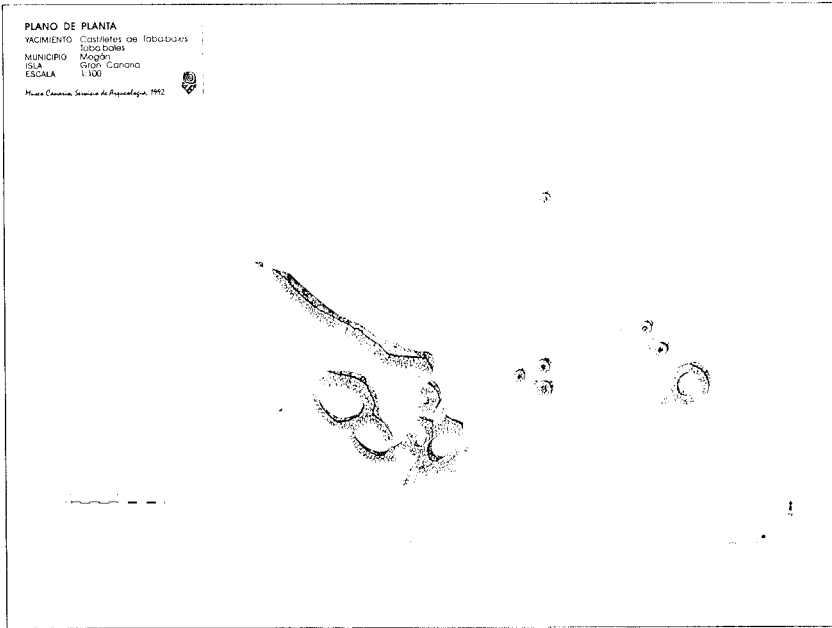 PLANO DE PLANTA
YACIMIENTO Castilletes de Tabaibales
Tabaibales
MUNICIPIO Mogán
ISLA Gran Canaria
ESCALA 1:100
Museo Canario, Servicio de Arqueología, 1992